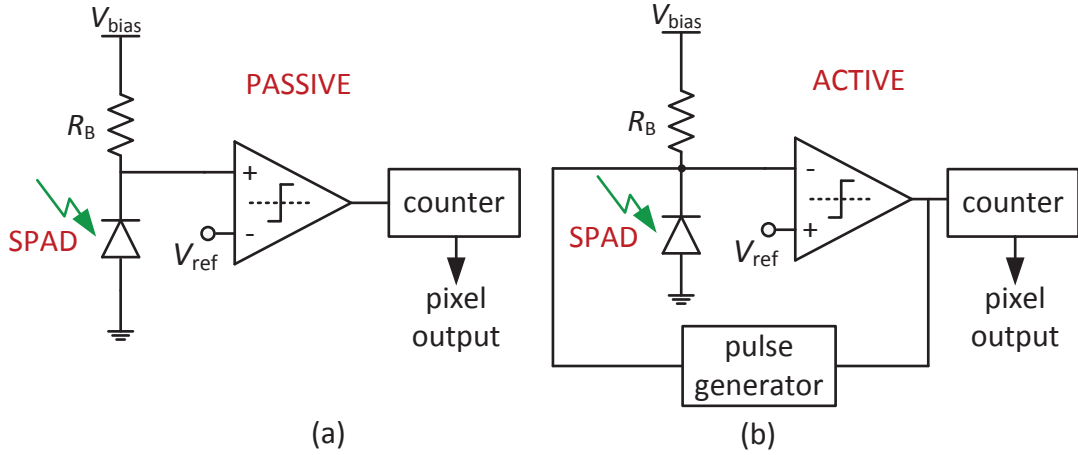 Vbias
PASSIVE
RB
+
-
SPAD
Vref
counter
pixel
output
(a)
Vbias
ACTIVE
RB
-
+
SPAD
Vref
counter
pixel
output
pulse
generator
(b)